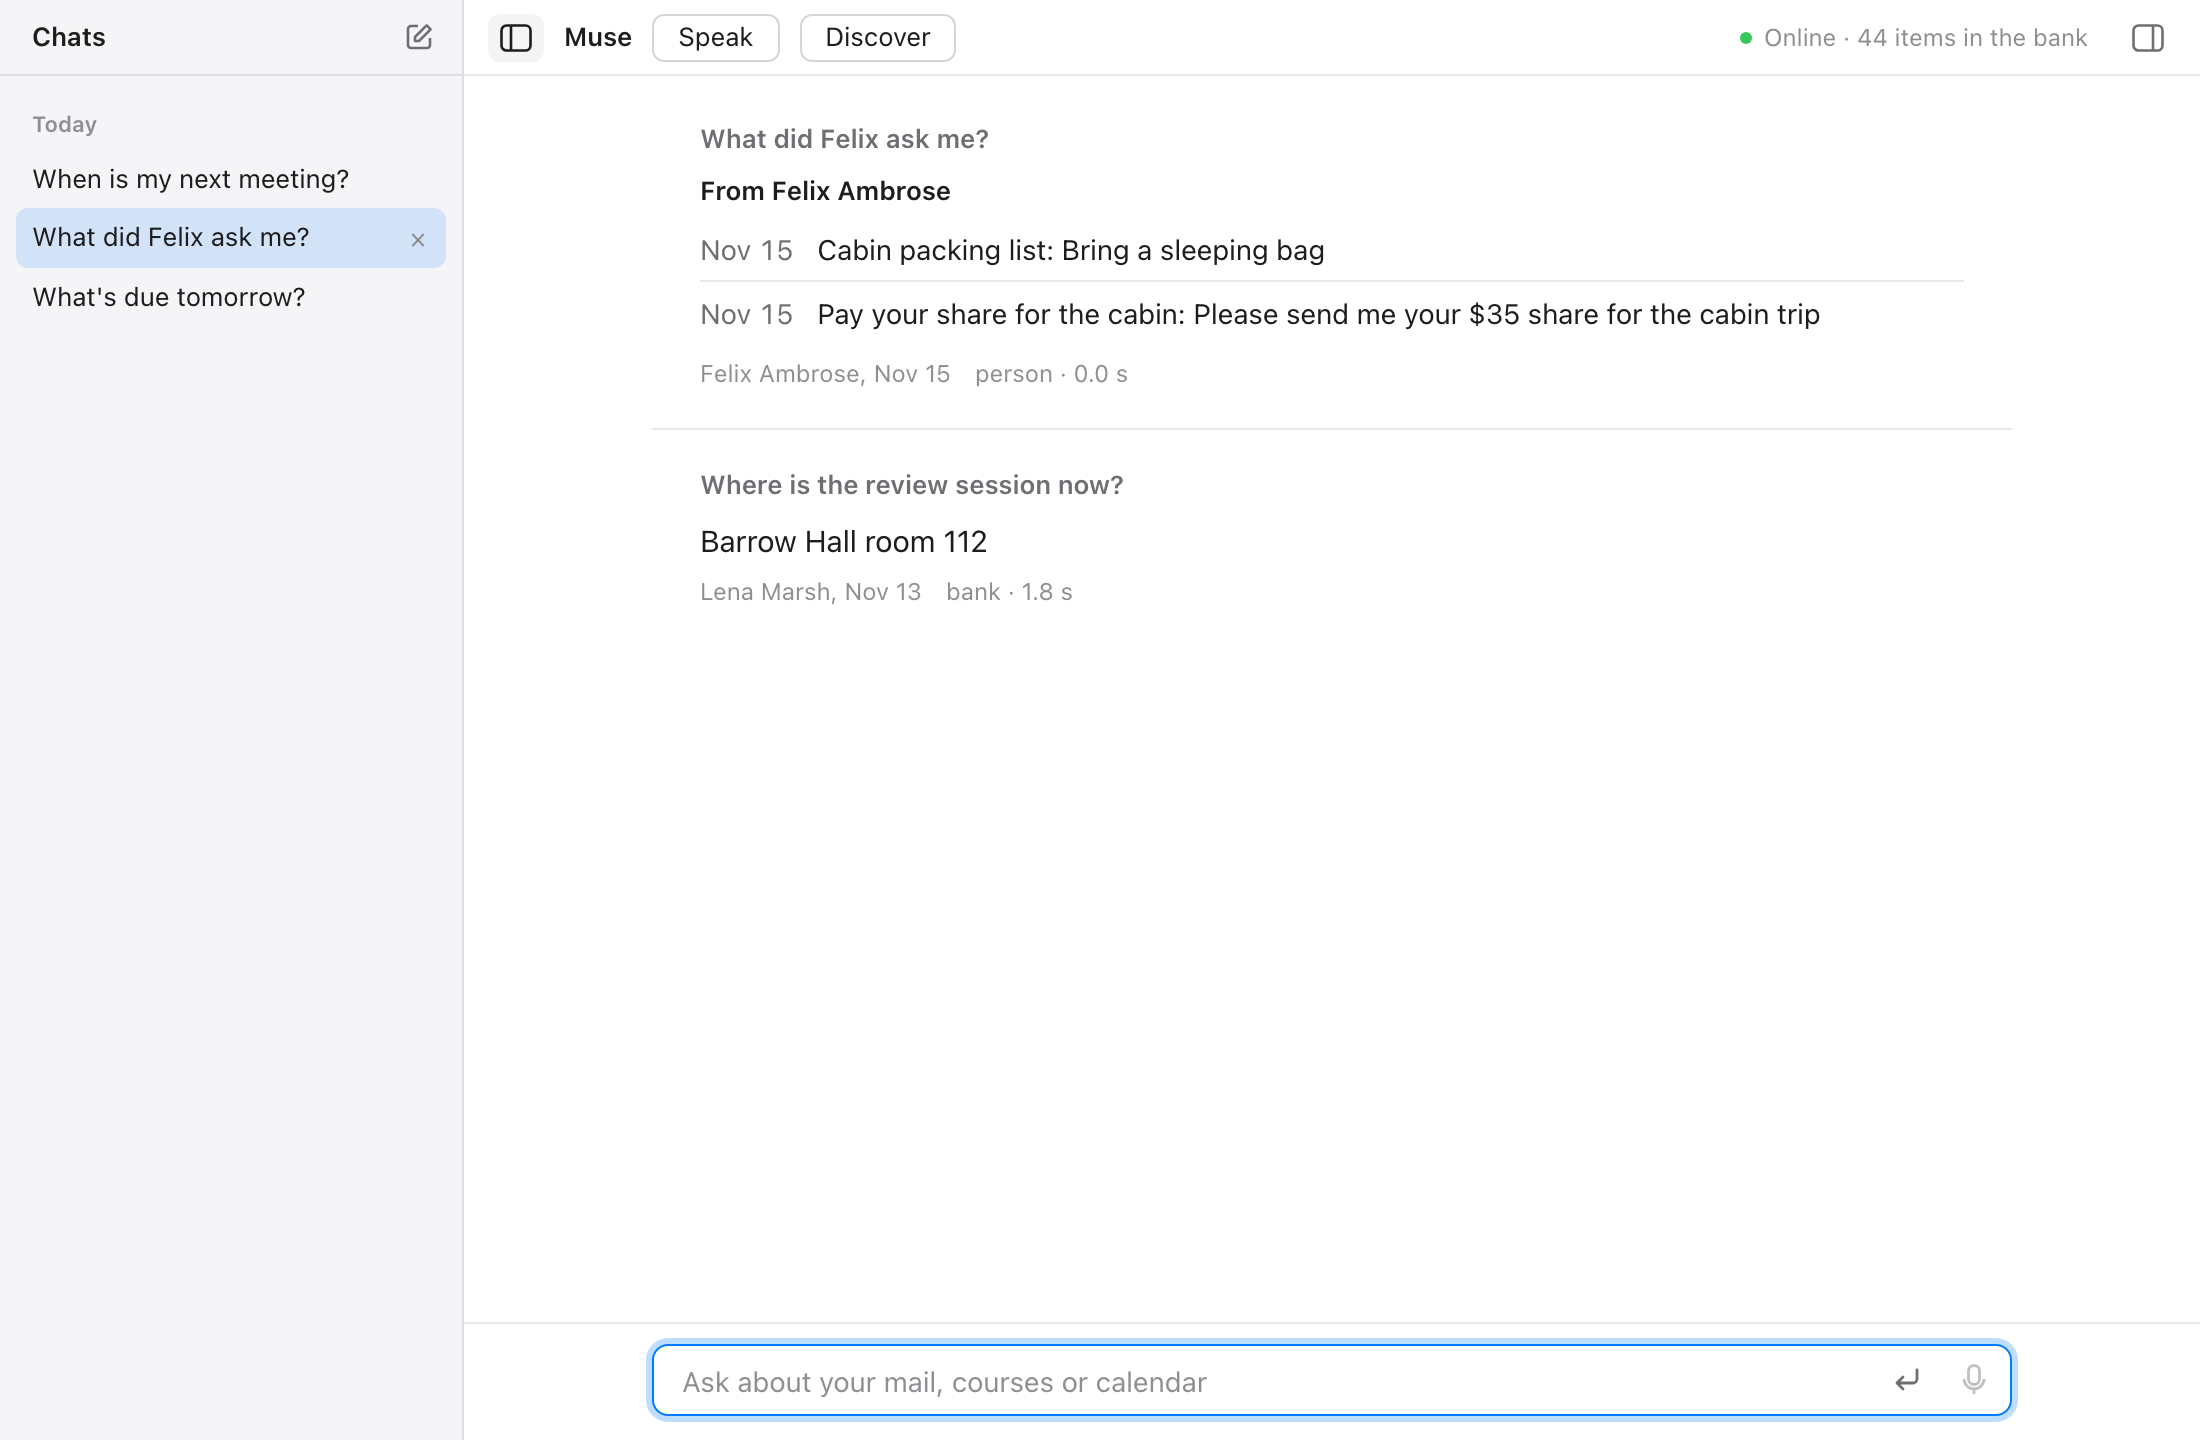 Chats
Today
When is my next meeting?
What did Felix ask me?
What's due tomorrow?
Muse Speak Discover
Online · 44 items in the bank
What did Felix ask me?
From Felix Ambrose
Nov 15 Cabin packing list: Bring a sleeping bag
Nov 15 Pay your share for the cabin: Please send me your $35 share for the cabin trip
Felix Ambrose, Nov 15 person · 0.0 s
Where is the review session now?
Barrow Hall room 112
Lena Marsh, Nov 13 bank · 1.8 s
Ask about your mail, courses or calendar